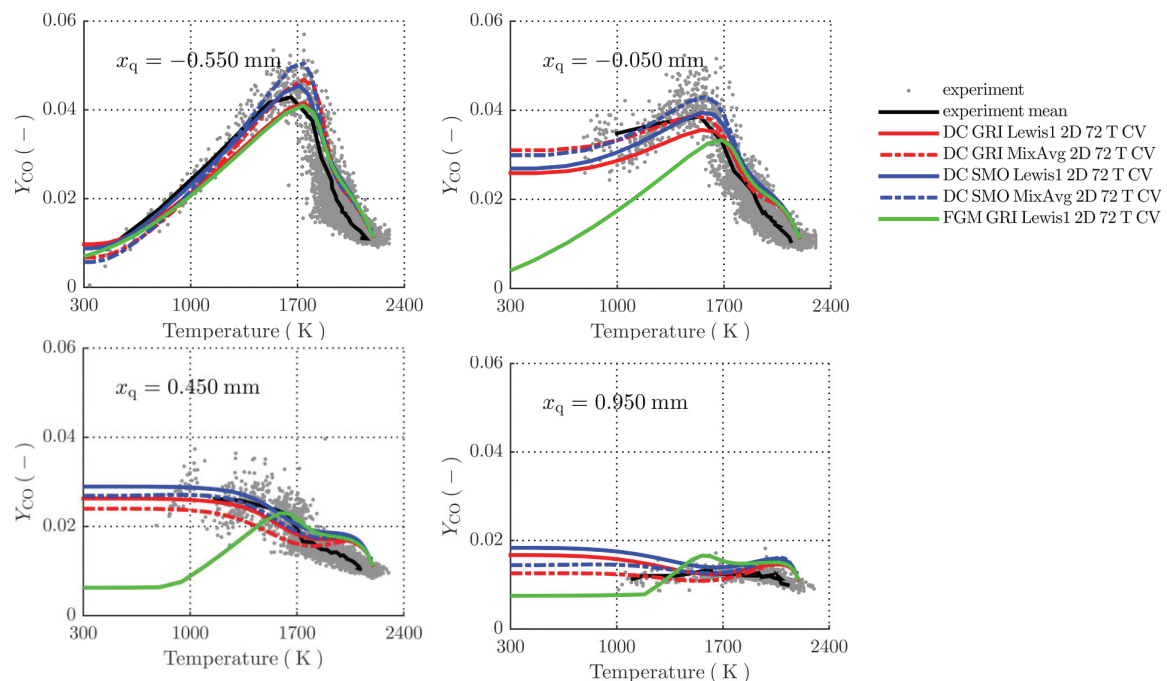 0.06
0.04
0.02
0
Y_CO ( − )
x_q = −0.550 mm
300 1000 1700 2400
Temperature ( K )
0.06
0.04
0.02
0
Y_CO ( − )
x_q = −0.050 mm
300 1000 1700 2400
Temperature ( K )
experiment
experiment mean
DC GRI Lewis1 2D 72 T CV
DC GRI MixAvg 2D 72 T CV
DC SMO Lewis1 2D 72 T CV
DC SMO MixAvg 2D 72 T CV
FGM GRI Lewis1 2D 72 T CV
0.06
0.04
0.02
0
Y_CO ( − )
x_q = 0.450 mm
300 1000 1700 2400
Temperature ( K )
0.06
0.04
0.02
0
Y_CO ( − )
x_q = 0.950 mm
300 1000 1700 2400
Temperature ( K )